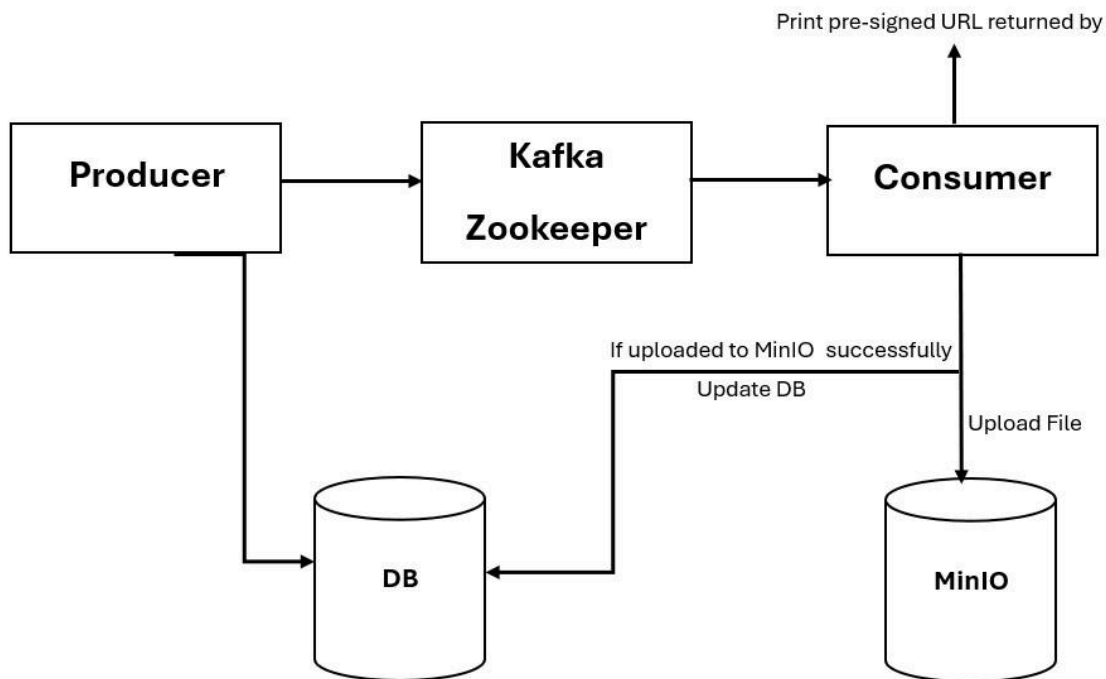 Print pre-signed URL returned by
Producer
Kafka
Zookeeper
Consumer
If uploaded to MinIO successfully
Update DB
Upload File
DB
MinIO